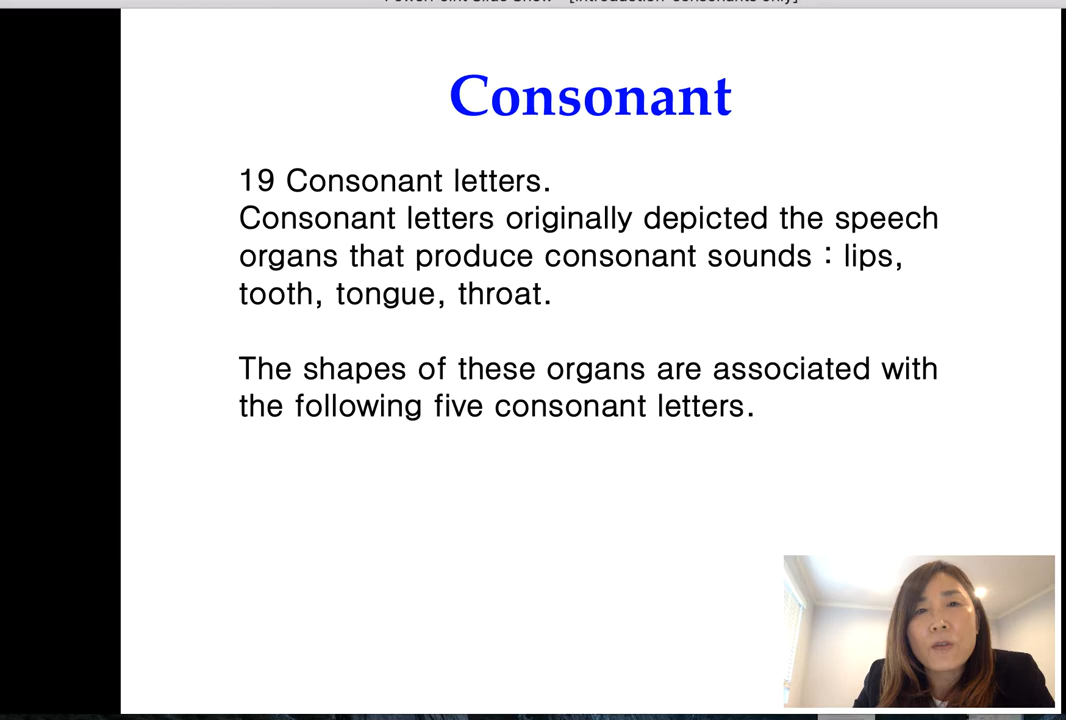 Consonant
19 Consonant letters.
Consonant letters originally depicted the speech
organs that produce consonant sounds : lips,
tooth, tongue, throat.
The shapes of these organs are associated with
the following five consonant letters.